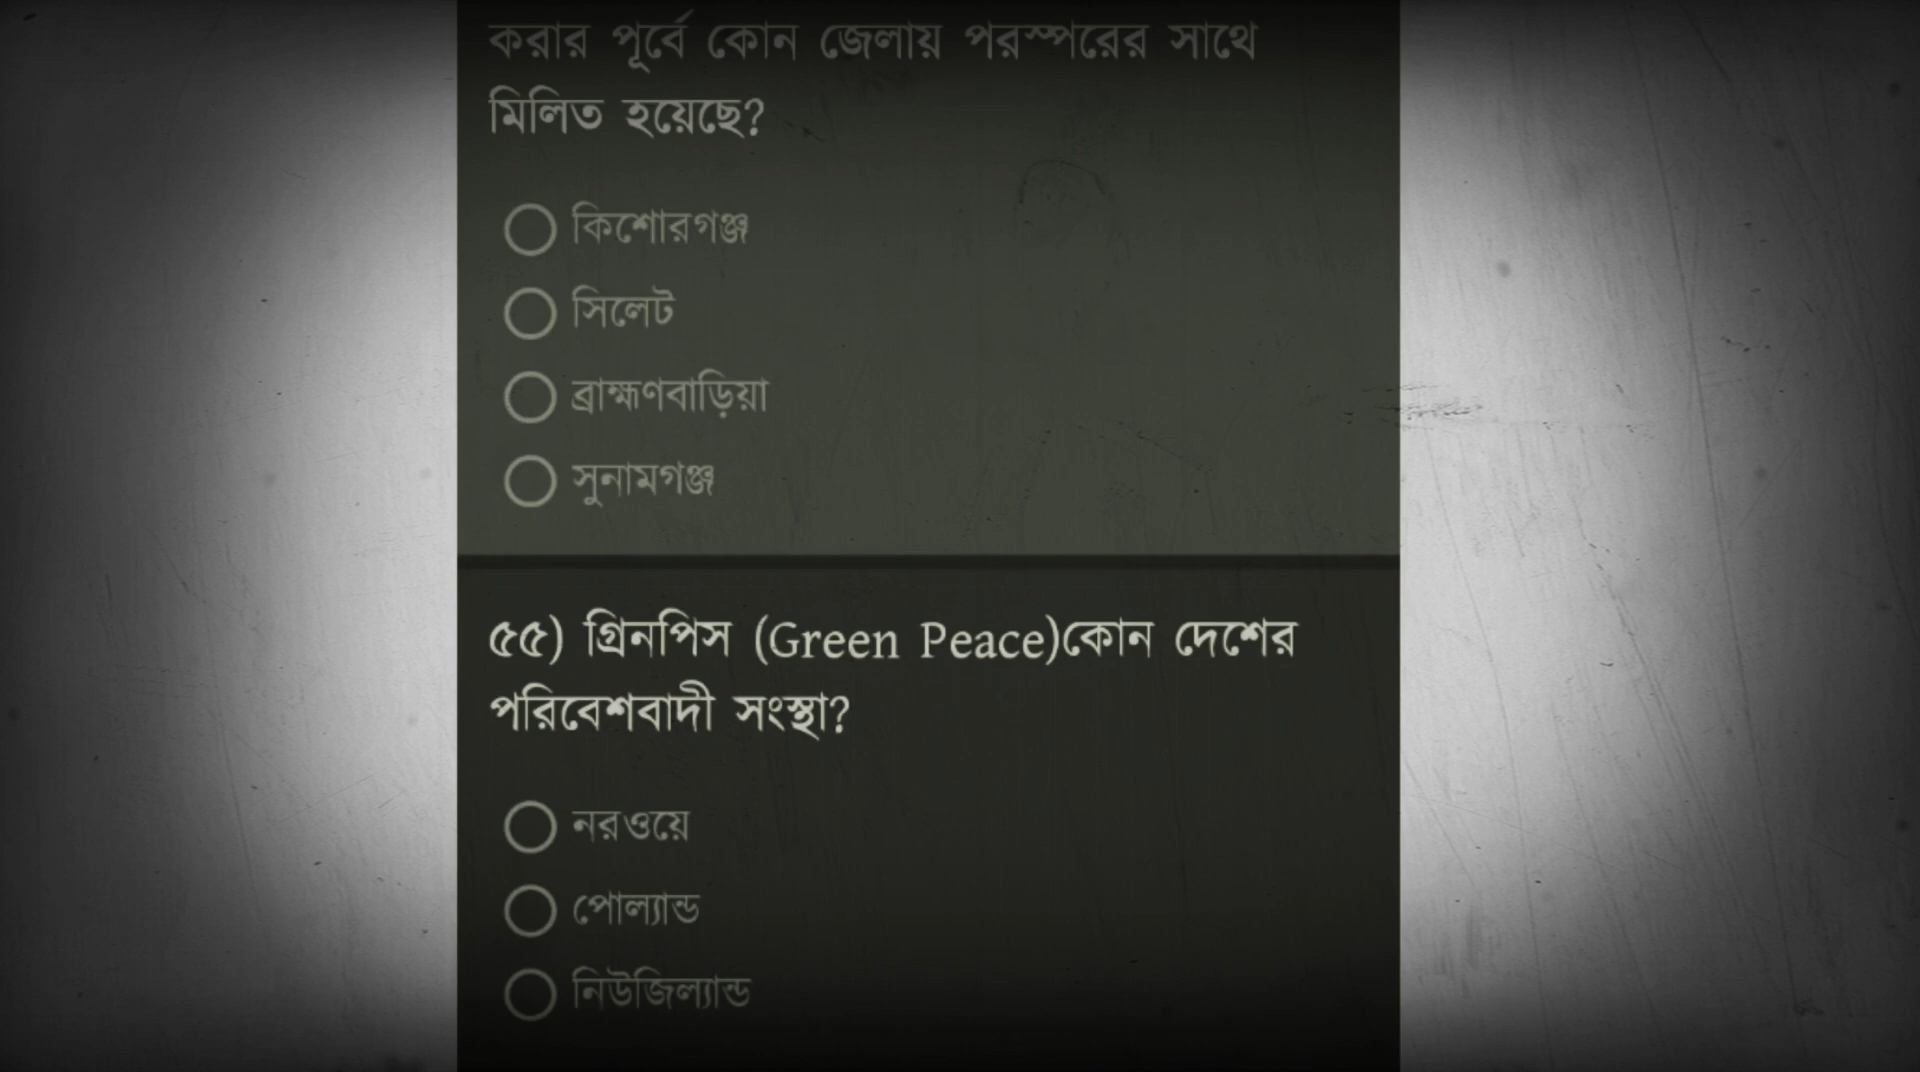 করার পূর্বে কোন জেলায় পরস্পরের সাথে
মিলিত হয়েছে?
কিশোরগঞ্জ
সিলেট
ব্রাহ্মণবাড়িয়া
সুনামগঞ্জ
৫৫) গ্রিনপিস (Green Peace)কোন দেশের
পরিবেশবাদী সংস্থা?
নরওয়ে
পোল্যান্ড
নিউজিল্যান্ড